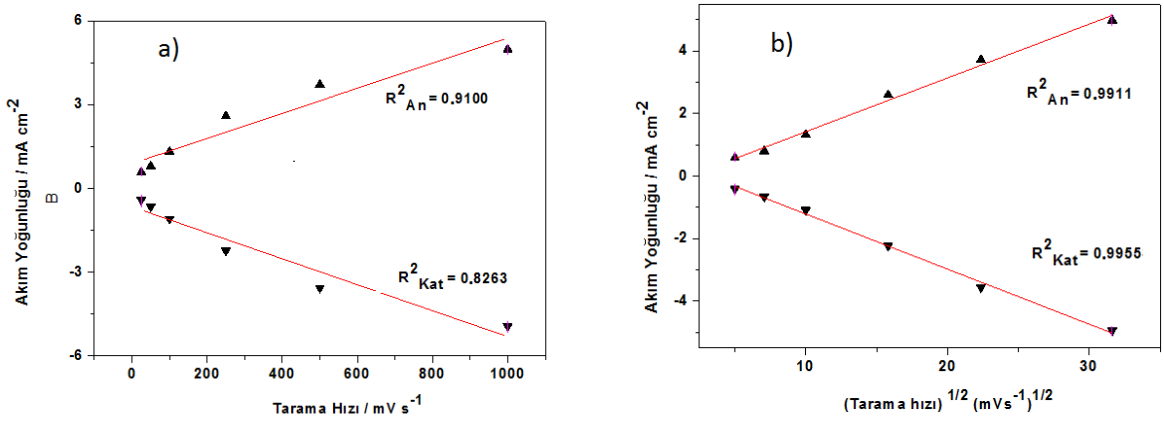 a)
6
3
0
-3
-6
Akım Yoğunluğu / mA cm-2
B
R2An = 0.9100
R2Kat = 0.8263
0 200 400 600 800 1000
Tarama Hızı / mV s-1
b)
4
2
0
-2
-4
Akım Yoğunluğu / mA cm-2
R2An = 0.9911
R2Kat = 0.9955
10 20 30
(Tarama hızı) 1/2 (mVs-1)1/2